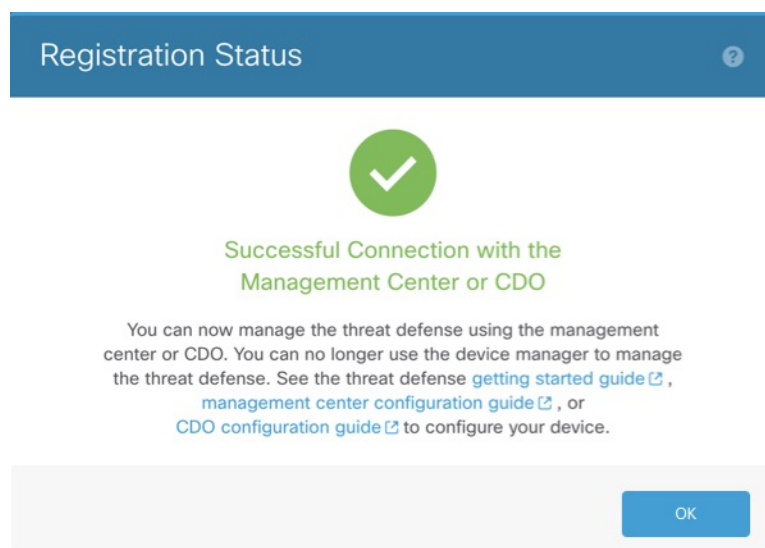 Registration Status
Successful Connection with the
Management Center or CDO
You can now manage the threat defense using the management
center or CDO. You can no longer use the device manager to manage
the threat defense. See the threat defense getting started guide ,
management center configuration guide , or
CDO configuration guide to configure your device.
OK